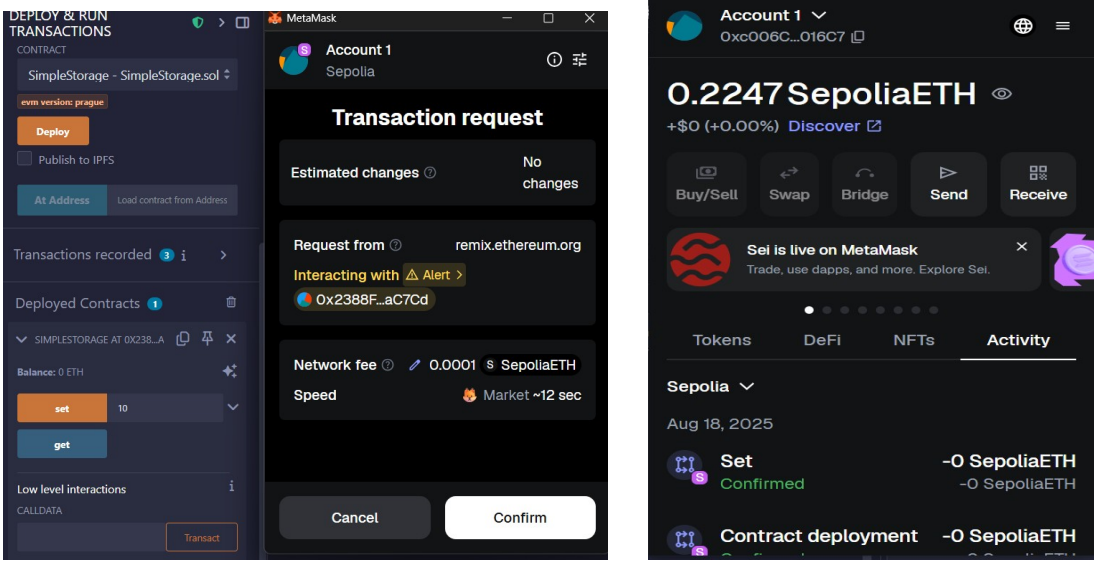 DEPLOY & RUN
TRANSACTIONS
CONTRACT
SimpleStorage - SimpleStorage.sol
evm version: prague
Deploy
Publish to IPFS
At Address Load contract from Address
Transactions recorded 3 i
Deployed Contracts 1
SIMPLESTORAGE AT 0X238...A
Balance: 0 ETH
set 10
get
Low level interactions i
CALLDATA
Transact
MetaMask
S Account 1
Sepolia
Transaction request
Estimated changes ? No
changes
Request from ? remix.ethereum.org
Interacting with Alert >
0x2388F...aC7Cd
Network fee ? 0.0001 S SepoliaETH
Speed Market ~12 sec
Cancel Confirm
Account 1
0xc006C...016C7
0.2247 SepoliaETH
+$0 (+0.00%) Discover
Buy/Sell Swap Bridge Send Receive
Sei is live on MetaMask
Trade, use dapps, and more. Explore Sei.
Tokens DeFi NFTs Activity
Sepolia
Aug 18, 2025
Set -0 SepoliaETH
S Confirmed -0 SepoliaETH
Contract deployment -0 SepoliaETH